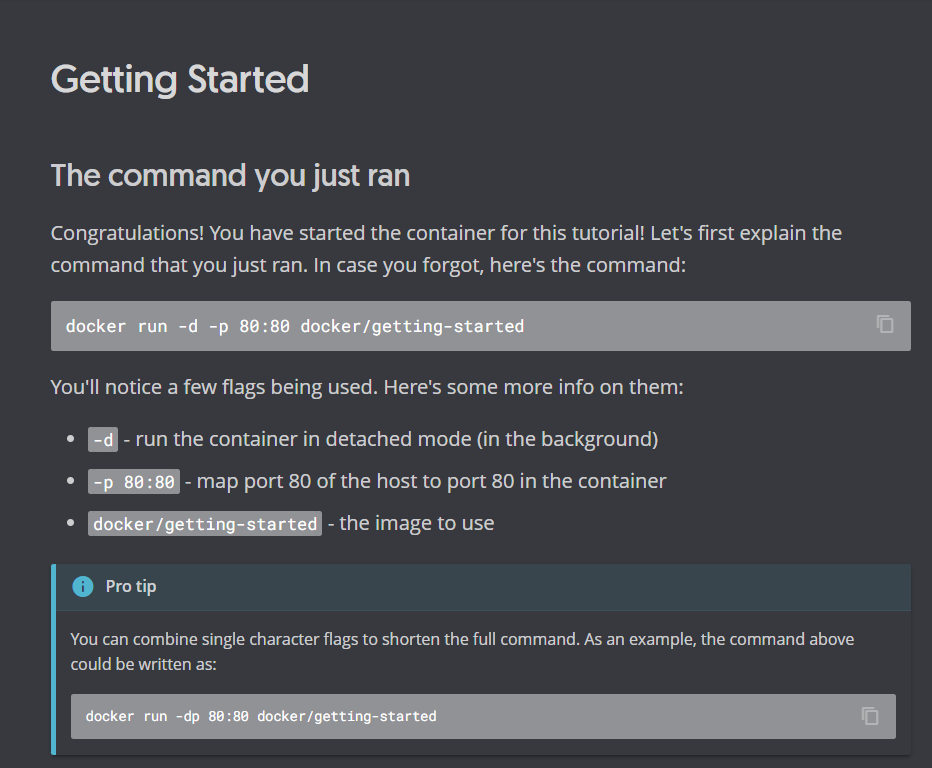 Getting Started
The command you just ran
Congratulations! You have started the container for this tutorial! Let's first explain the
command that you just ran. In case you forgot, here's the command:
docker run -d -p 80:80 docker/getting-started
You'll notice a few flags being used. Here's some more info on them:
-d - run the container in detached mode (in the background)
-p 80:80 - map port 80 of the host to port 80 in the container
docker/getting-started - the image to use
Pro tip
You can combine single character flags to shorten the full command. As an example, the command above
could be written as:
docker run -dp 80:80 docker/getting-started